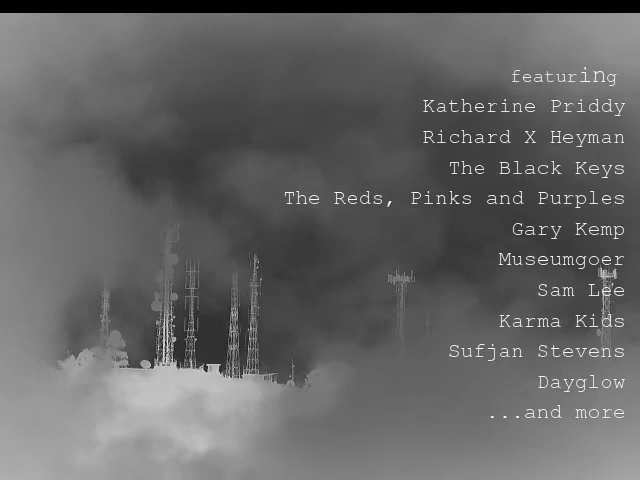 featuring
Katherine Priddy
Richard X Heyman
The Black Keys
The Reds, Pinks and Purples
Gary Kemp
Museumgoer
Sam Lee
Karma Kids
Sufjan Stevens
Dayglow
...and more